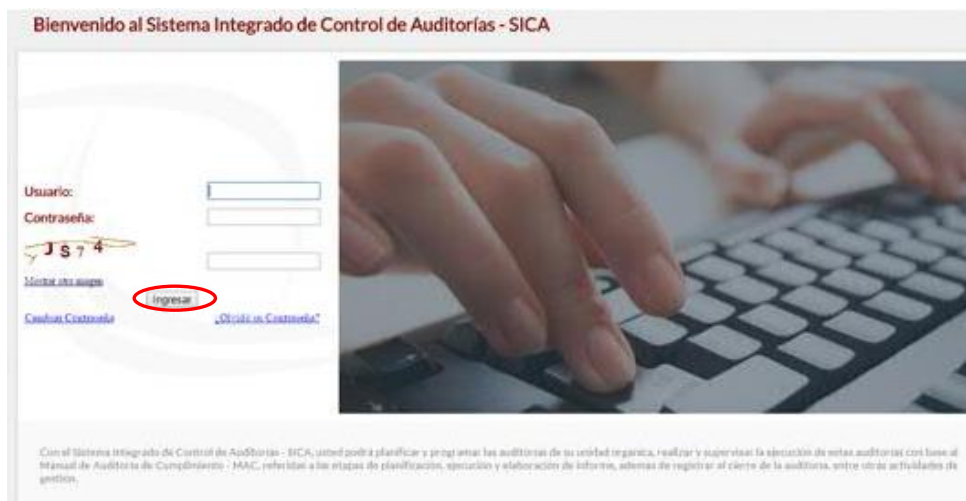 Bienvenido al Sistema Integrado de Control de Auditorías - SICA
Usuario:
Contraseña:
JS74
Mostrar otra imagen
Ingresar
Cambiar Contraseña ¿Olvidó su Contraseña?
Con el Sistema Integrado de Control de Auditorías - SICA, usted podrá planificar y programar las auditorías de su unidad orgánica, realizar y supervisar la ejecución de estas auditorías con base al
Manual de Auditoría de Cumplimiento - MAC, referidas a las etapas de planificación, ejecución y elaboración de informe, ademas de registrar el cierre de la auditoría, entre otras actividades de
gestión.